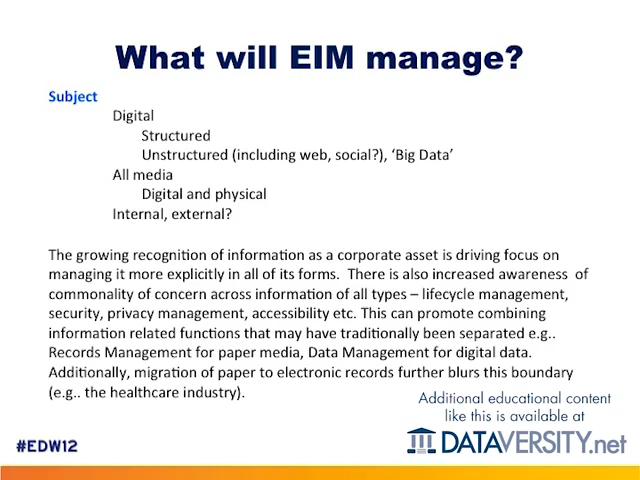 What will EIM manage?
Subject
Digital
Structured
Unstructured (including web, social?), ‘Big Data’
All media
Digital and physical
Internal, external?
The growing recognition of information as a corporate asset is driving focus on
managing it more explicitly in all of its forms.  There is also increased awareness  of
commonality of concern across information of all types – lifecycle management,
security, privacy management, accessibility etc. This can promote combining
information related functions that may have traditionally been separated e.g..
Records Management for paper media, Data Management for digital data.
Additionally, migration of paper to electronic records further blurs this boundary
(e.g.. the healthcare industry).
Additional educational content
like this is available at
DATAVERSITY.net
#EDW12